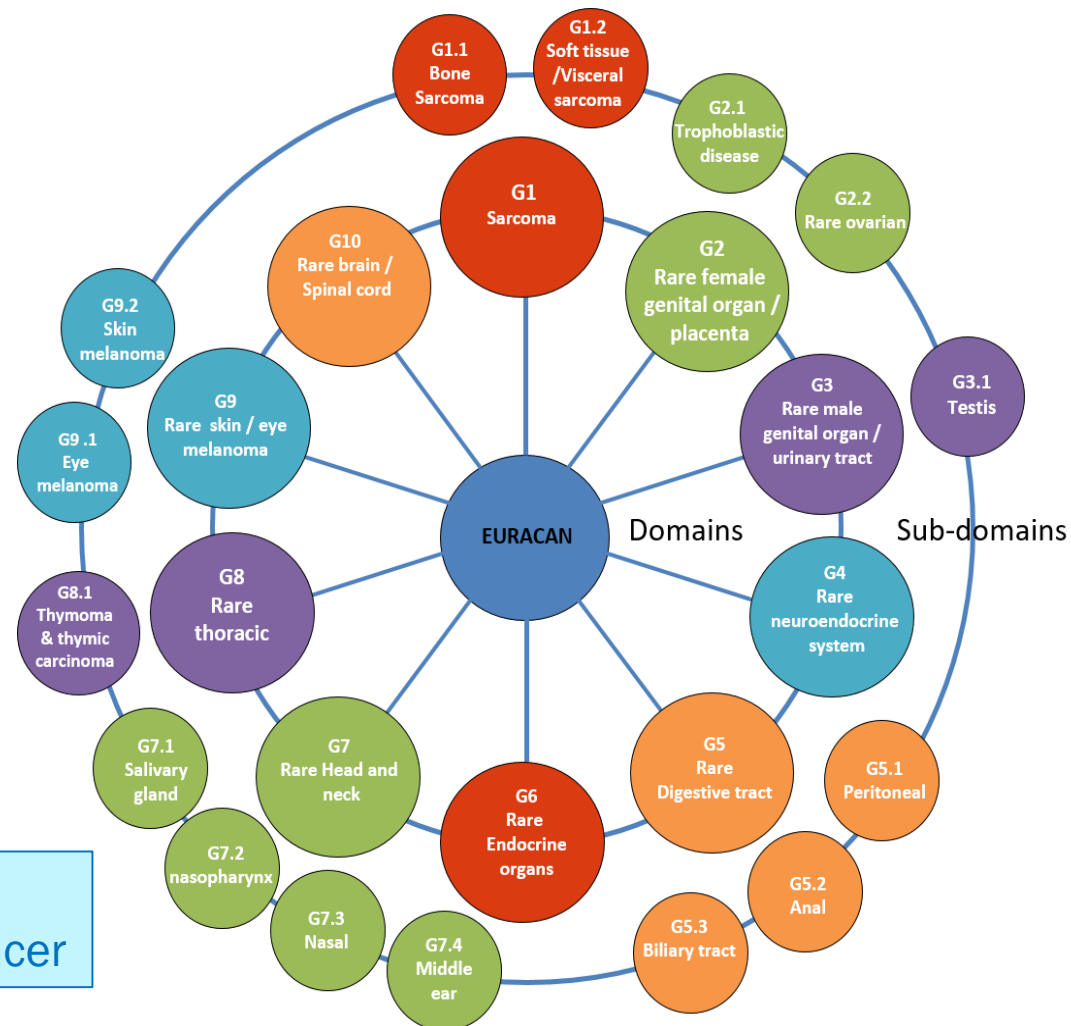 G1.1
Bone
Sarcoma
G1.2
Soft tissue
/Visceral
sarcoma
G2.1
Trophoblastic
disease
G2.2
Rare ovarian
G1
Sarcoma
G10
Rare brain /
Spinal cord
G2
Rare female
genital organ /
placenta
G9.2
Skin
melanoma
G3
Rare male
genital organ /
urinary tract
G3.1
Testis
G9
Rare skin / eye
melanoma
G9 .1
Eye
melanoma
EURACAN
Domains
Sub-domains
G8
Rare
thoracic
G4
Rare
neuroendocrine
system
G8.1
Thymoma
& thymic
carcinoma
G7.1
Salivary
gland
G7
Rare Head and
neck
G5
Rare
Digestive tract
G5.1
Peritoneal
G6
Rare
Endocrine
organs
G7.2
nasopharynx
G5.2
Anal
G7.3
Nasal
G7.4
Middle
ear
G5.3
Biliary tract
cer